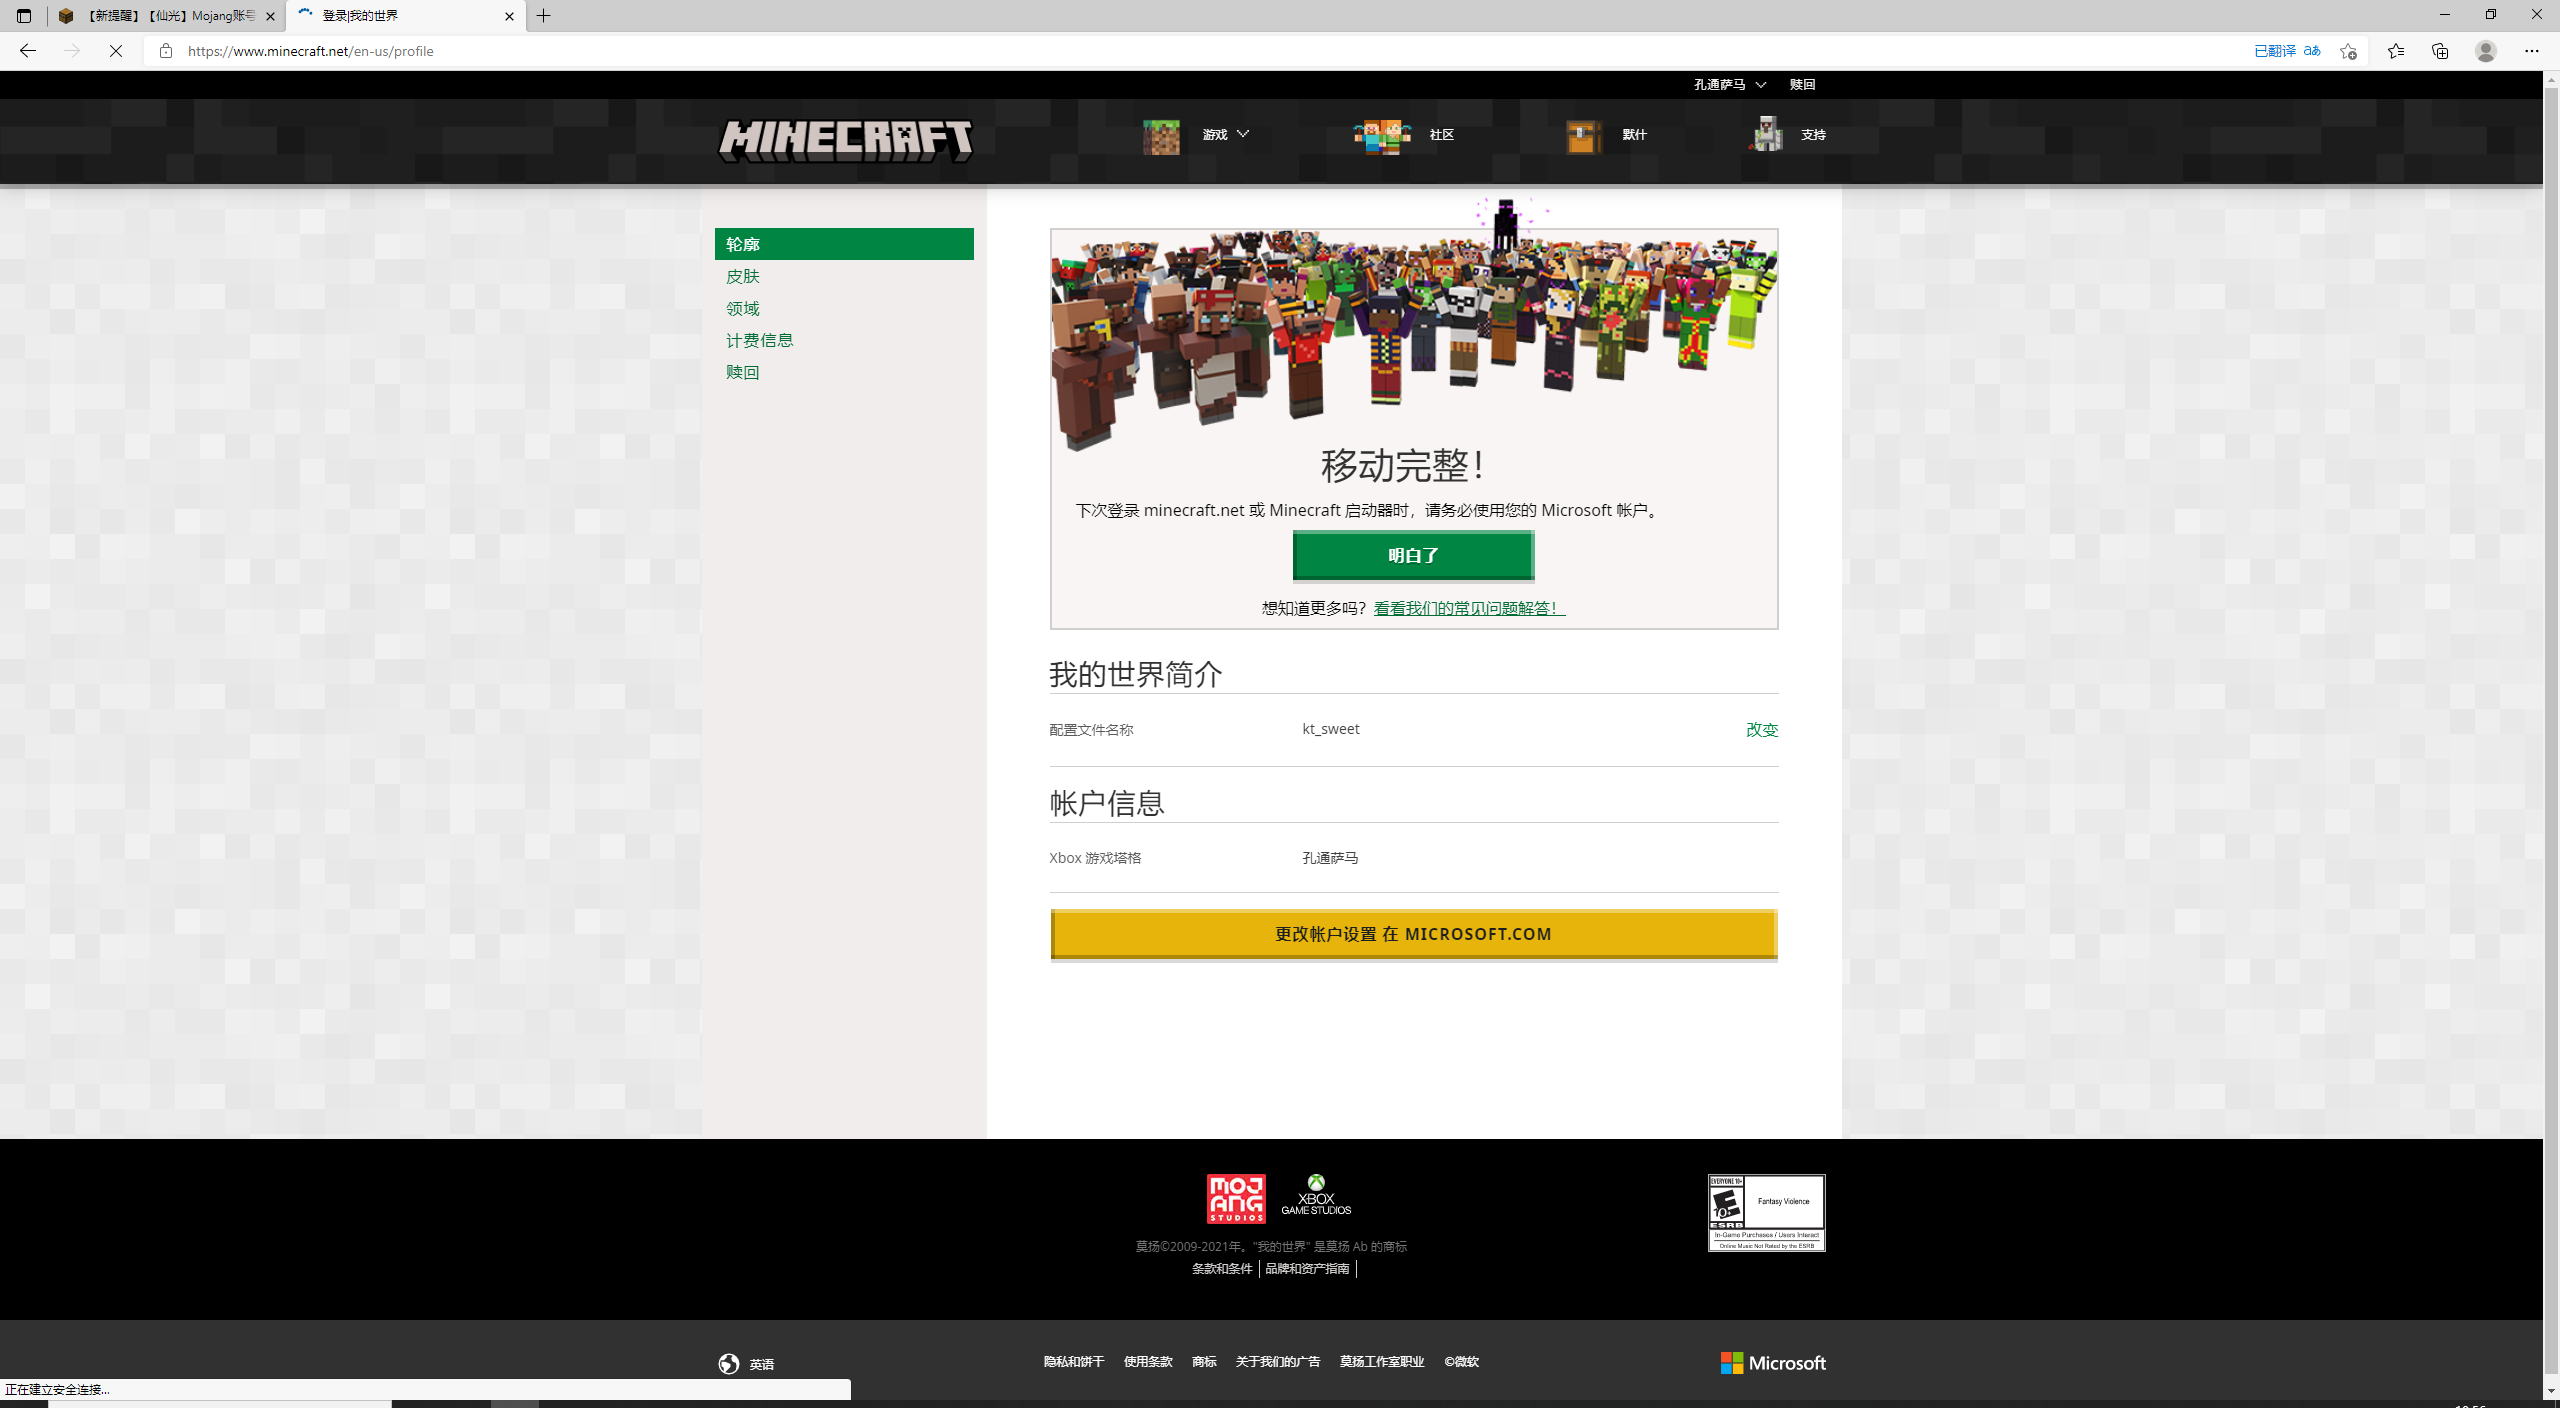 【新提醒】【仙光】Mojang账号
登录|我的世界
https://www.minecraft.net/en-us/profile
已翻译
孔通萨马
赎回
MINECRAFT
游戏
社区
默什
支持
轮廓
皮肤
领域
计费信息
赎回
移动完整！
下次登录 minecraft.net 或 Minecraft 启动器时，请务必使用您的 Microsoft 帐户。
明白了
想知道更多吗？看看我们的常见问题解答！
我的世界简介
配置文件名称 kt_sweet 改变
帐户信息
Xbox 游戏塔格 孔通萨马
更改帐户设置 在 MICROSOFT.COM
MOJANG STUDIOS
XBOX GAME STUDIOS
EVERYONE 10+
ESRB
Fantasy Violence
In-Game Purchases / Users Interact
Online Music Not Rated by the ESRB
莫扬©2009-2021年。"我的世界" 是莫扬 Ab 的商标
条款和条件
品牌和资产指南
英语
隐私和饼干 使用条款 商标 关于我们的广告 莫扬工作室职业 ©微软
Microsoft
正在建立安全连接...